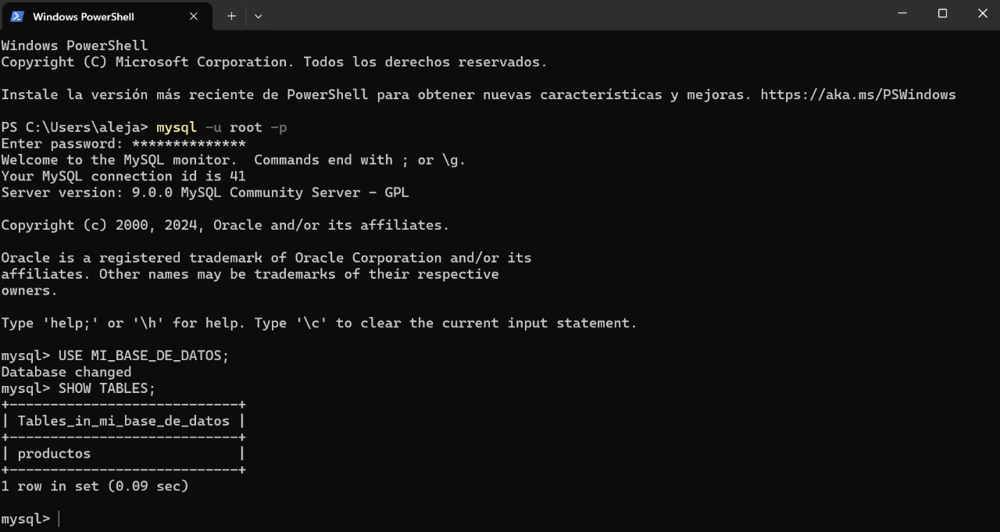 Windows PowerShell
Windows PowerShell
Copyright (C) Microsoft Corporation. Todos los derechos reservados.
Instale la versión más reciente de PowerShell para obtener nuevas características y mejoras. https://aka.ms/PSWindows
PS C:\Users\aleja> mysql -u root -p
Enter password: **************
Welcome to the MySQL monitor.  Commands end with ; or \g.
Your MySQL connection id is 41
Server version: 9.0.0 MySQL Community Server - GPL
Copyright (c) 2000, 2024, Oracle and/or its affiliates.
Oracle is a registered trademark of Oracle Corporation and/or its
affiliates. Other names may be trademarks of their respective
owners.
Type 'help;' or '\h' for help. Type '\c' to clear the current input statement.
mysql> USE MI_BASE_DE_DATOS;
Database changed
mysql> SHOW TABLES;
+----------------------------+
| Tables_in_mi_base_de_datos |
+----------------------------+
| productos                  |
+----------------------------+
1 row in set (0.09 sec)
mysql>